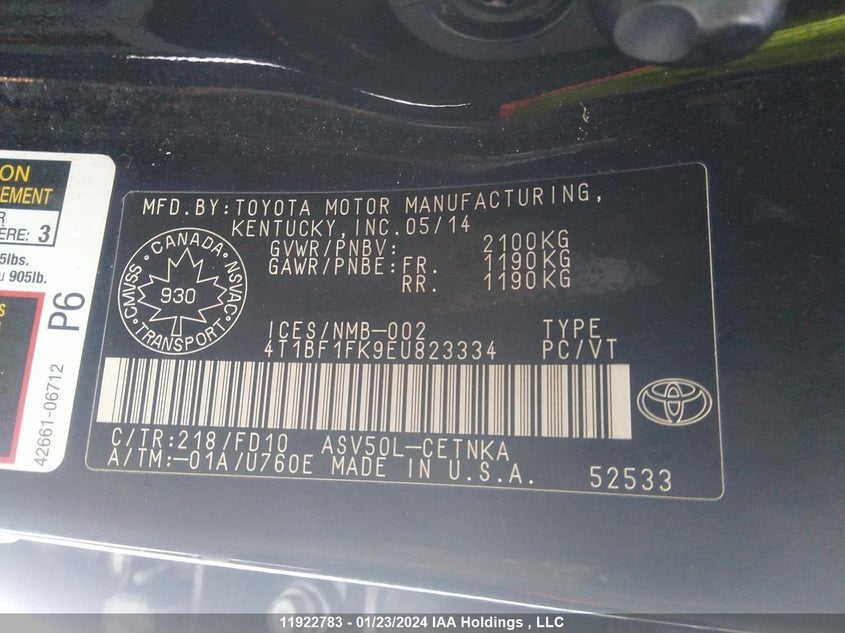 ON
EMENT
R
ERE: 3
5lbs.
905lb.
P6
42661-06712
MFD.BY:TOYOTA MOTOR MANUFACTURING,
KENTUCKY, INC. 05/14
GVWR/PNBV: 2100KG
GAWR/PNBE: FR. 1190KG
RR. 1190KG
CANADA
CMVSS 930 NSVAC
TRANSPORT
ICES/NMB-002 TYPE
4T1BF1FK9EU823334 PC/VT
C/TR:218/FD10 ASV50L-CETNKA
A/TM:-01A/U760E MADE IN U.S.A.
52533
11922783 - 01/23/2024 IAA Holdings , LLC